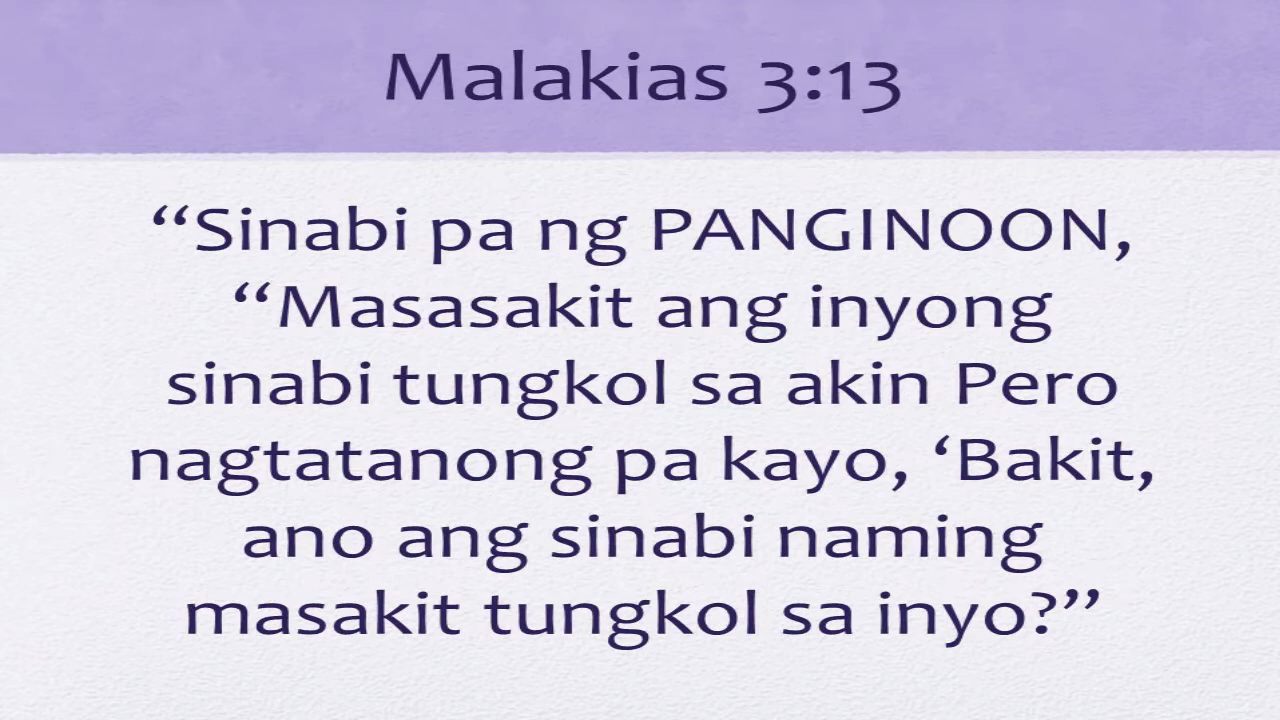 Malakias 3:13
“Sinabi pa ng PANGINOON,
“Masasakit ang inyong
sinabi tungkol sa akin Pero
nagtatanong pa kayo, ‘Bakit,
ano ang sinabi naming
masakit tungkol sa inyo?”